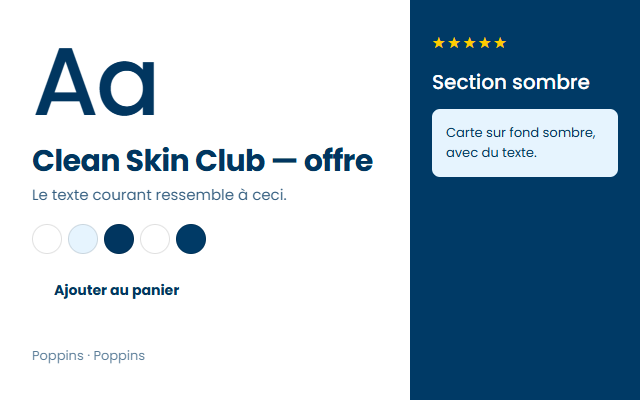 Aa
Clean Skin Club — offre
Le texte courant ressemble à ceci.
Ajouter au panier
Poppins · Poppins
★★★★★
Section sombre
Carte sur fond sombre,
avec du texte.